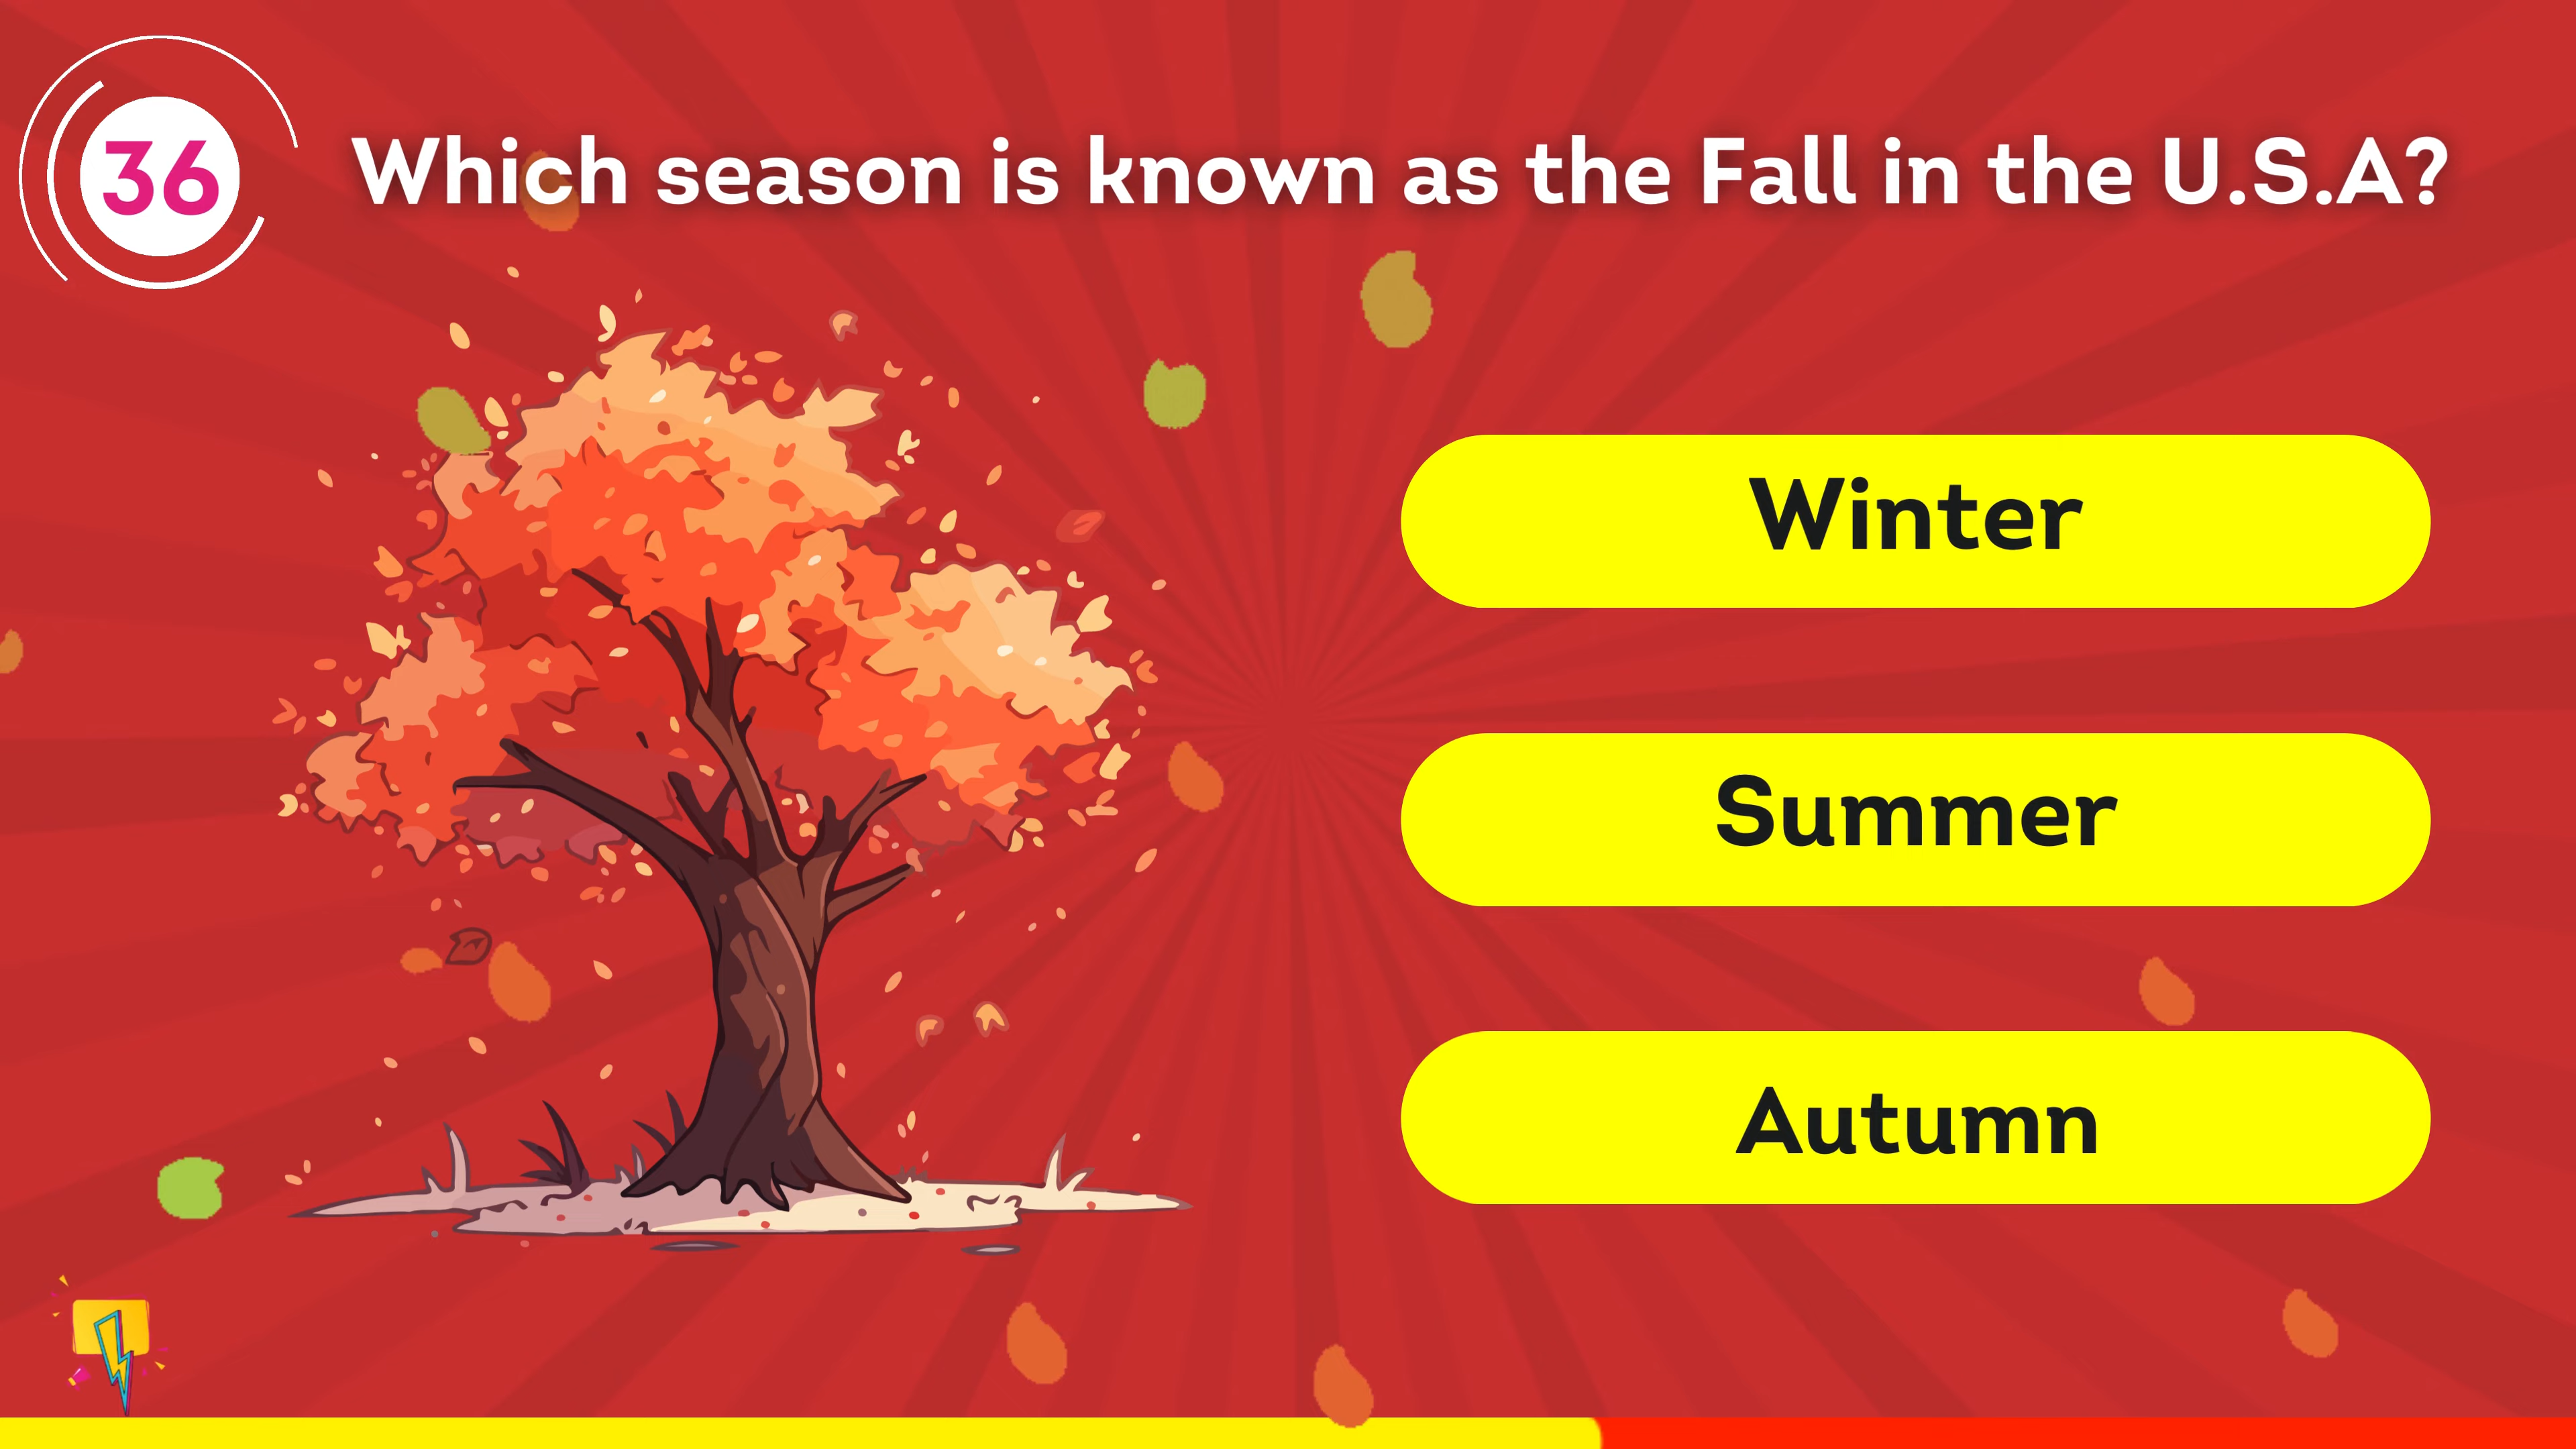 36
Which season is known as the Fall in the U.S.A?
Winter
Summer
Autumn